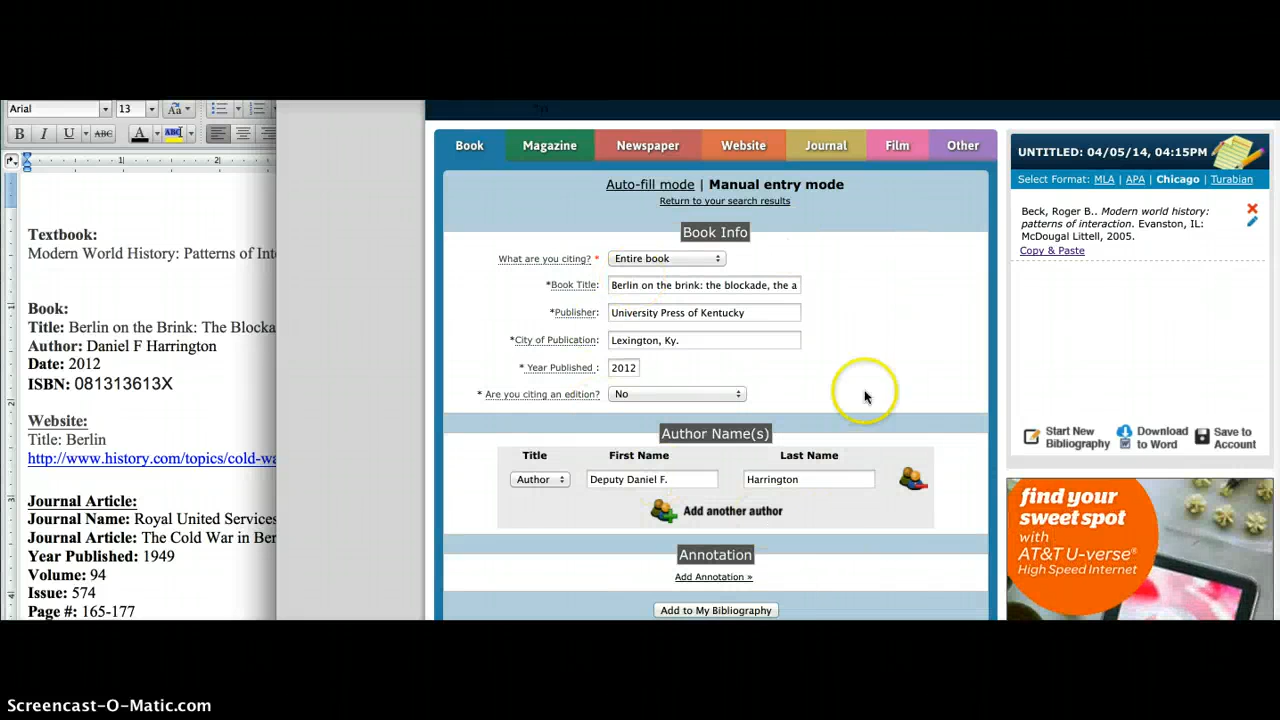 Arial 13 Aa
B I U ABC A ABC
1 2
Textbook:
Modern World History: Patterns of Inte
Book:
Title: Berlin on the Brink: The Blocka
Author: Daniel F Harrington
Date: 2012
ISBN: 081313613X
Website:
Title: Berlin
http://www.history.com/topics/cold-wa
Journal Article:
Journal Name: Royal United Services
Journal Article: The Cold War in Ber
Year Published: 1949
Volume: 94
Issue: 574
Page #: 165-177
Book Magazine Newspaper Website Journal Film Other
Auto-fill mode | Manual entry mode
Return to your search results
Book Info
What are you citing? * Entire book
*Book Title: Berlin on the brink: the blockade, the a
*Publisher: University Press of Kentucky
*City of Publication: Lexington, Ky.
* Year Published : 2012
* Are you citing an edition? No
Author Name(s)
Title First Name Last Name
Author Deputy Daniel F. Harrington
Add another author
Annotation
Add Annotation »
Add to My Bibliography
UNTITLED: 04/05/14, 04:15PM
Select Format: MLA | APA | Chicago | Turabian
Beck, Roger B.. Modern world history:
patterns of interaction. Evanston, IL:
McDougal Littell, 2005.
Copy & Paste
Start New Bibliography
Download to Word
Save to Account
find your
sweet spot
with
AT&T U-verse®
High Speed Internet
Screencast-O-Matic.com